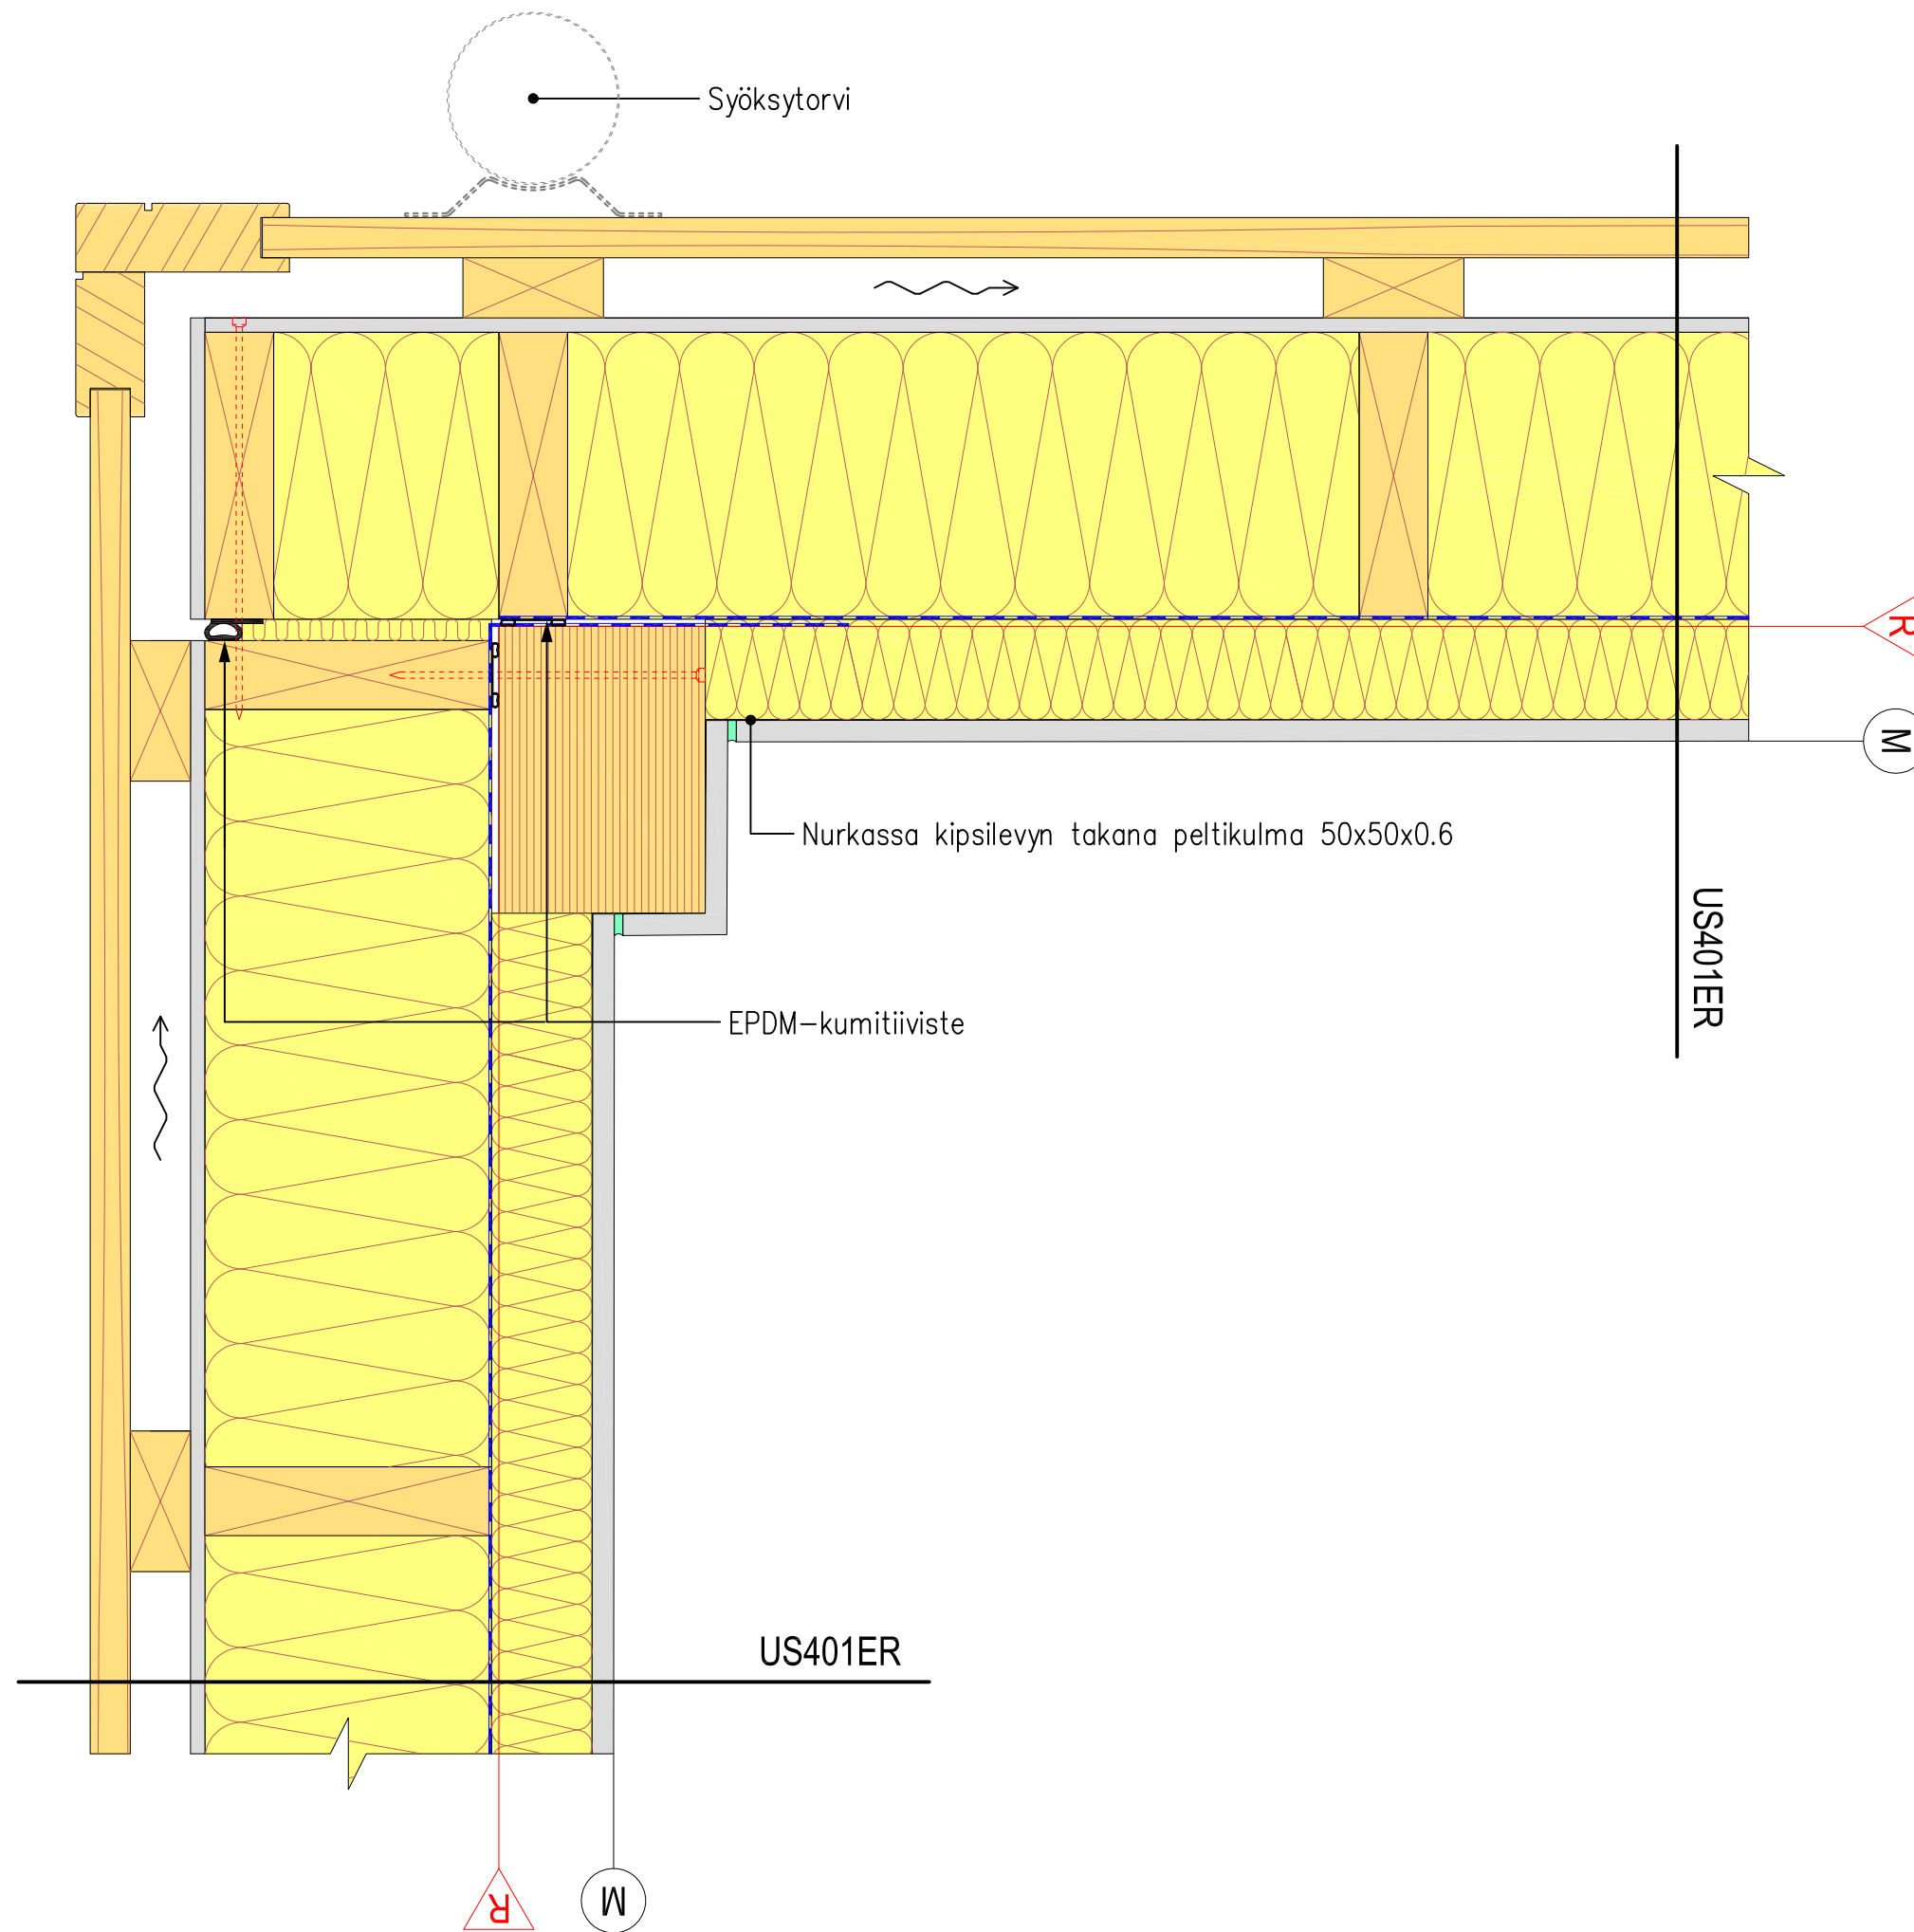 Syöksytorvi
R
M
Nurkassa kipsilevyn takana peltikulma 50x50x0.6
US401ER
EPDM-kumitiiviste
US401ER
R
M